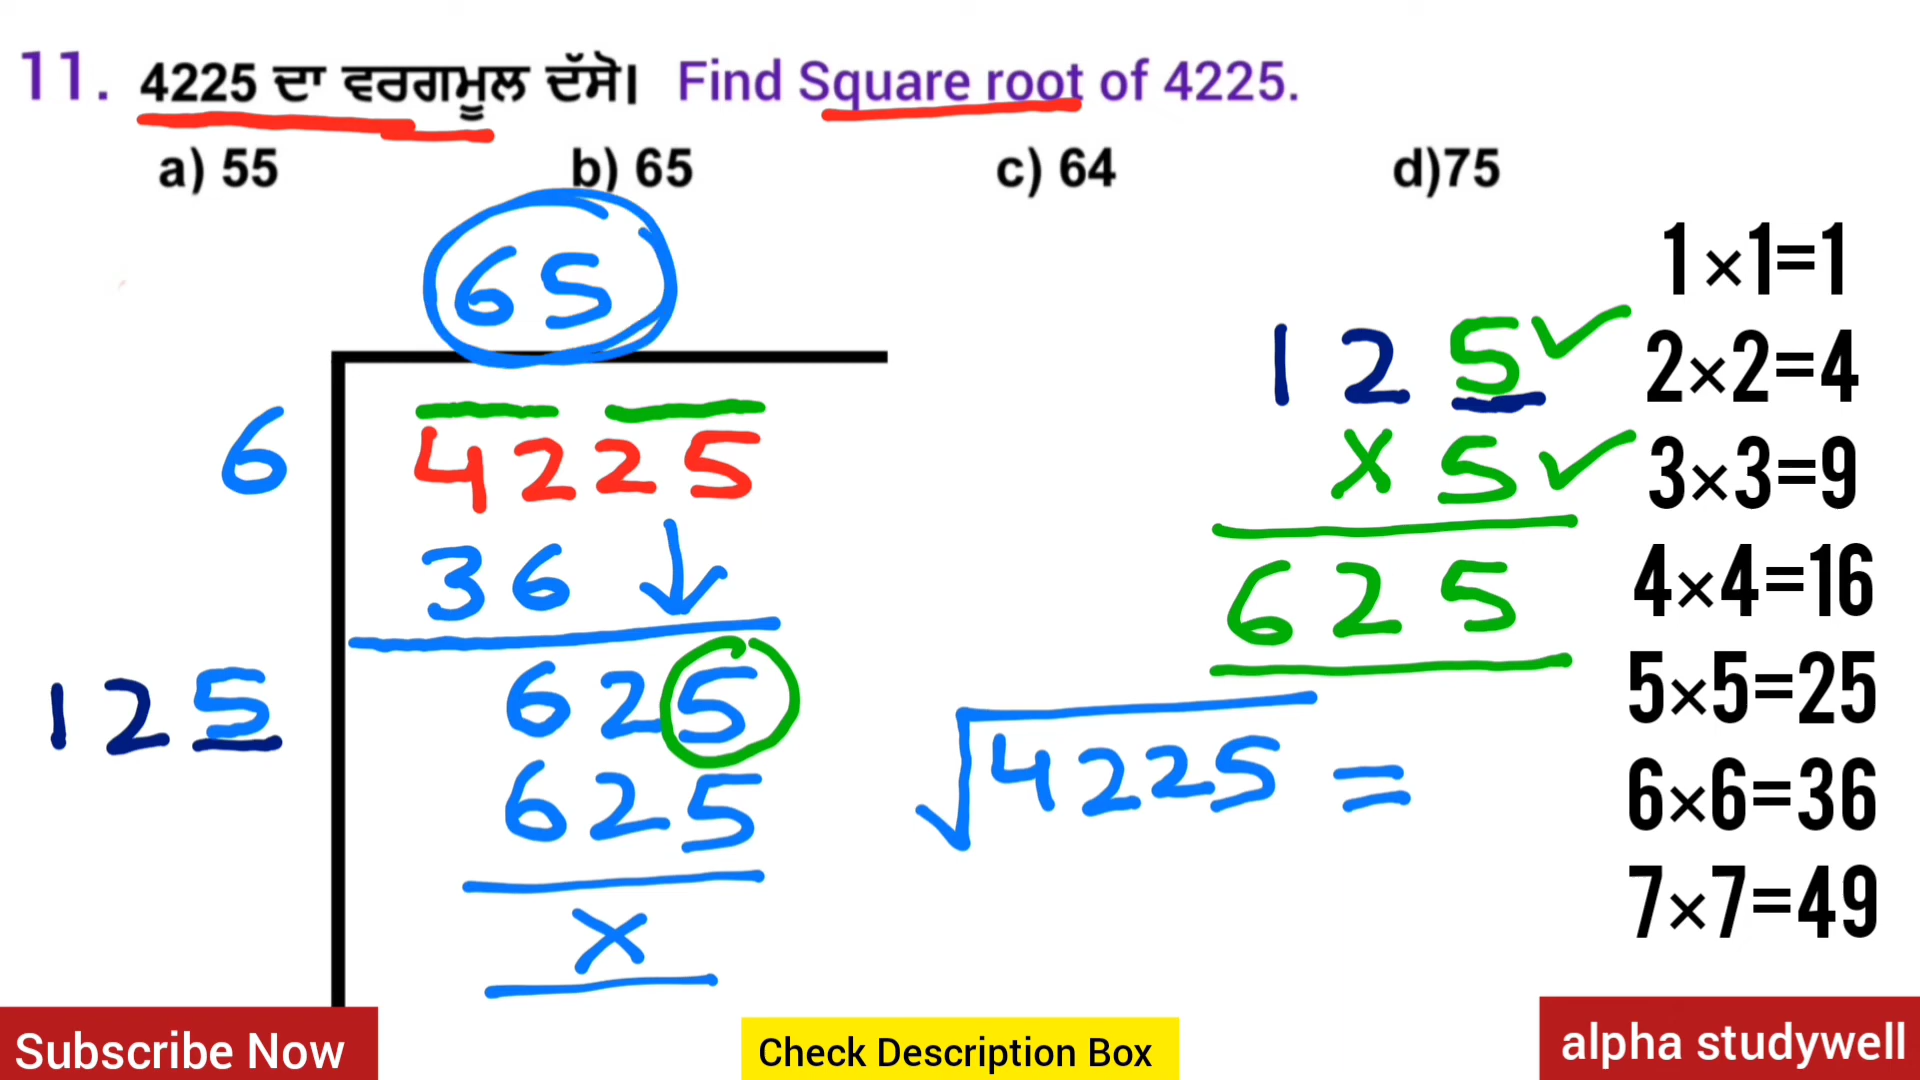 11. 4225 ਦਾ ਵਰਗਮੂਲ ਦੱਸੋ। Find Square root of 4225.
a) 55 b) 65 c) 64 d)75
65
6 4225
36
125 625
625
x
125
x 5
625
√4225 =
1×1=1
2×2=4
3×3=9
4×4=16
5×5=25
6×6=36
7×7=49
Subscribe Now
Check Description Box
alpha studywell